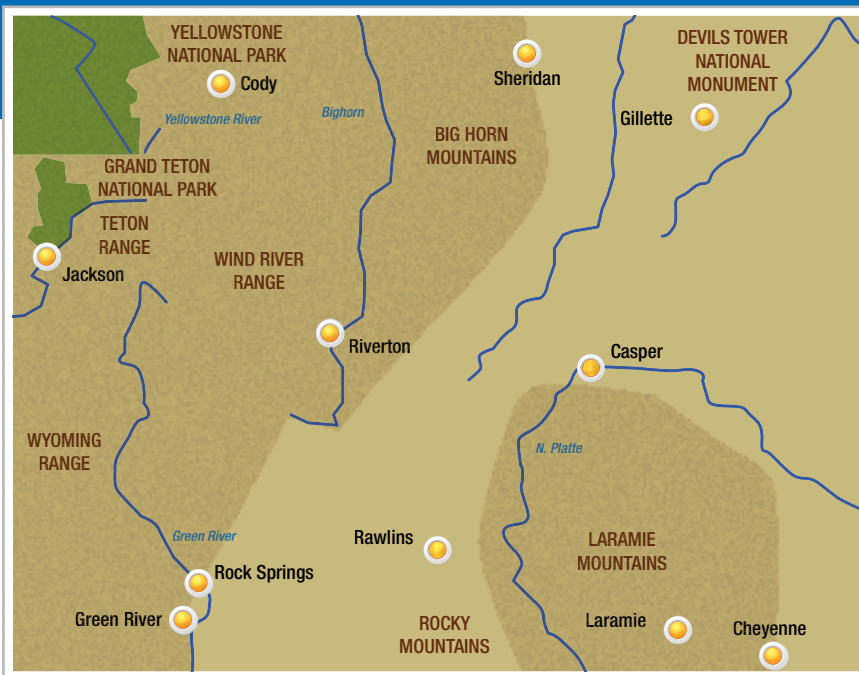 YELLOWSTONE
NATIONAL PARK
Cody
Yellowstone River
Bighorn
Sheridan
DEVILS TOWER
NATIONAL
MONUMENT
Gillette
BIG HORN
MOUNTAINS
GRAND TETON
NATIONAL PARK
TETON
RANGE
Jackson
WIND RIVER
RANGE
Riverton
Casper
WYOMING
RANGE
N. Platte
Green River
Rock Springs
Green River
Rawlins
LARAMIE
MOUNTAINS
ROCKY
MOUNTAINS
Laramie
Cheyenne